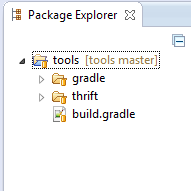 Package Explorer
tools [tools master]
gradle
thrift
build.gradle